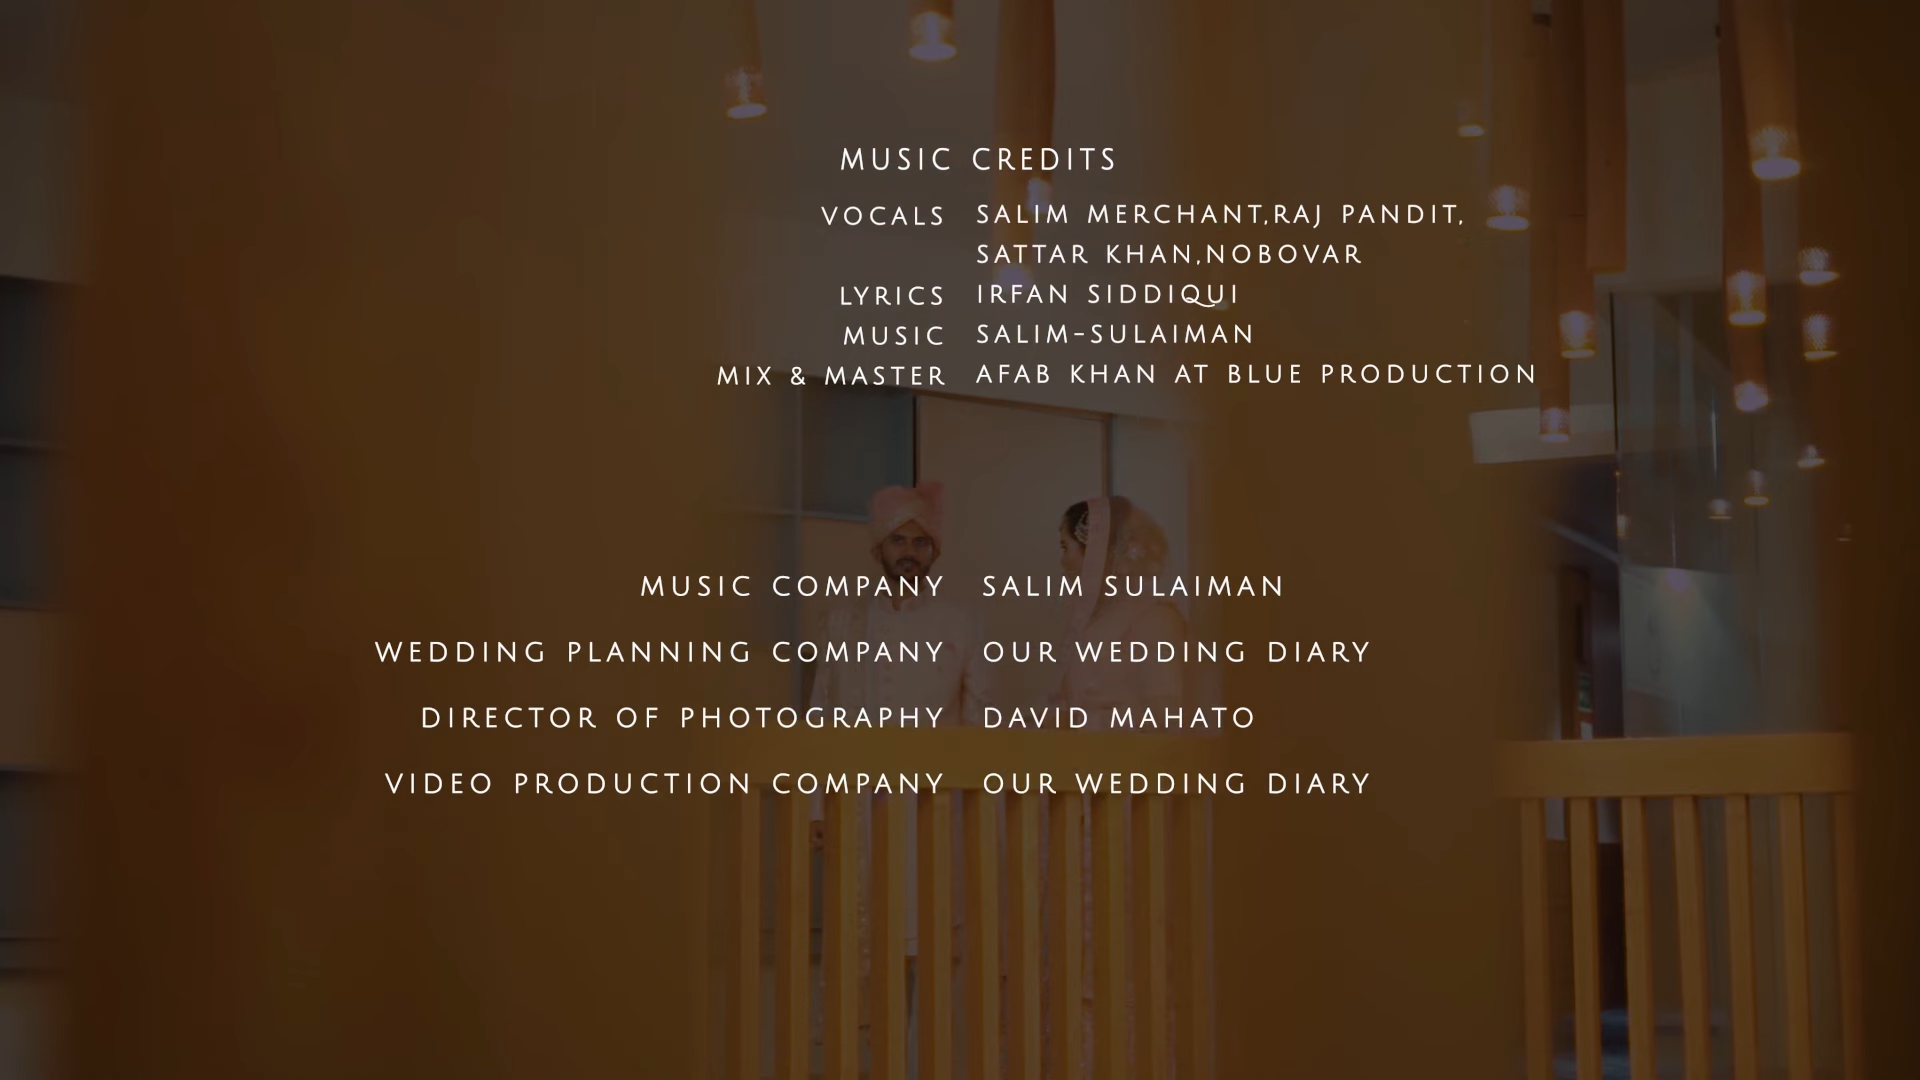 MUSIC CREDITS
VOCALS SALIM MERCHANT,RAJ PANDIT,
SATTAR KHAN,NOBOVAR
LYRICS IRFAN SIDDIQUI
MUSIC SALIM-SULAIMAN
MIX & MASTER AFAB KHAN AT BLUE PRODUCTION
MUSIC COMPANY SALIM SULAIMAN
WEDDING PLANNING COMPANY OUR WEDDING DIARY
DIRECTOR OF PHOTOGRAPHY DAVID MAHATO
VIDEO PRODUCTION COMPANY OUR WEDDING DIARY